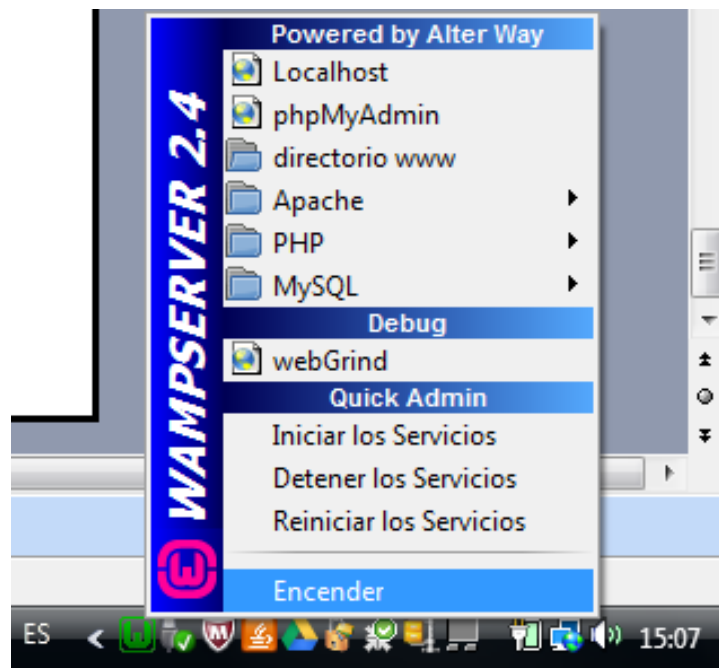 Powered by Alter Way
WAMPSERVER 2.4
Localhost
phpMyAdmin
directorio www
Apache
PHP
MySQL
Debug
webGrind
Quick Admin
Iniciar los Servicios
Detener los Servicios
Reiniciar los Servicios
Encender
ES
15:07